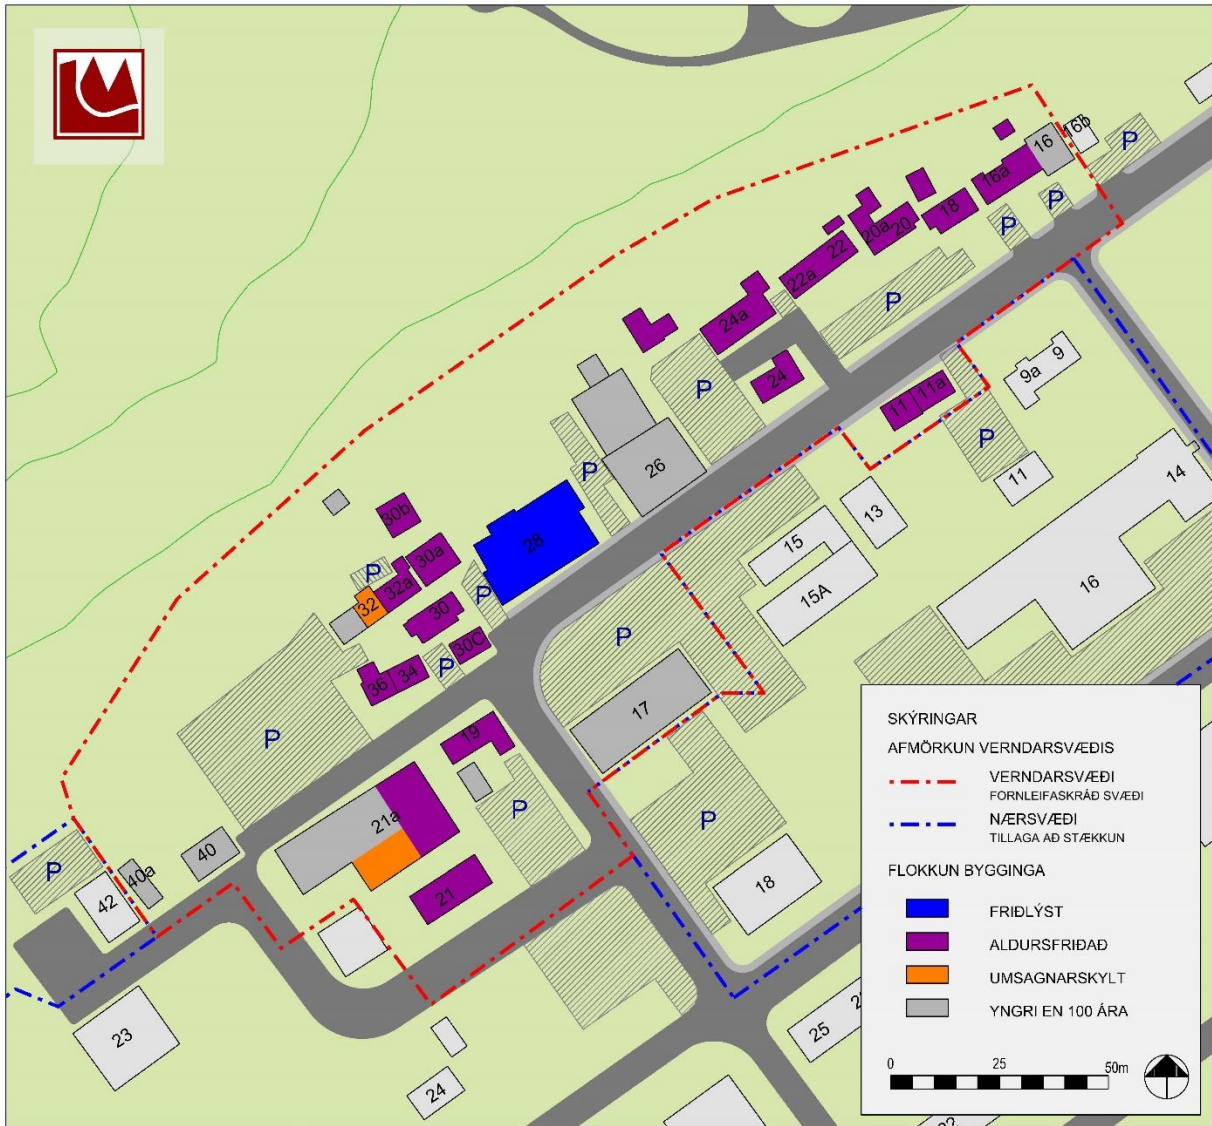 16b
16
P
16a
P
P
18
20
20a
22
22a
P
24a
24
9
9a
11a
11
P
P
26
P
14
11
13
15
15A
16
28
30b
30a
P
32a
32
30
P
30C
P
34
36
P
17
P
19
P
21a
P
21
40
40a
P
42
18
23
24
25
SKÝRINGAR
AFMÖRKUN VERNDARSVÆÐIS
VERNDARSVÆÐI
FORNLEIFASKRÁÐ SVÆÐI
NÆRSVÆÐI
TILLAGA AÐ STÆKKUN
FLOKKUN BYGGINGA
FRIÐLÝST
ALDURSFRIÐAÐ
UMSAGNARSKYLT
YNGRI EN 100 ÁRA
0 25 50m